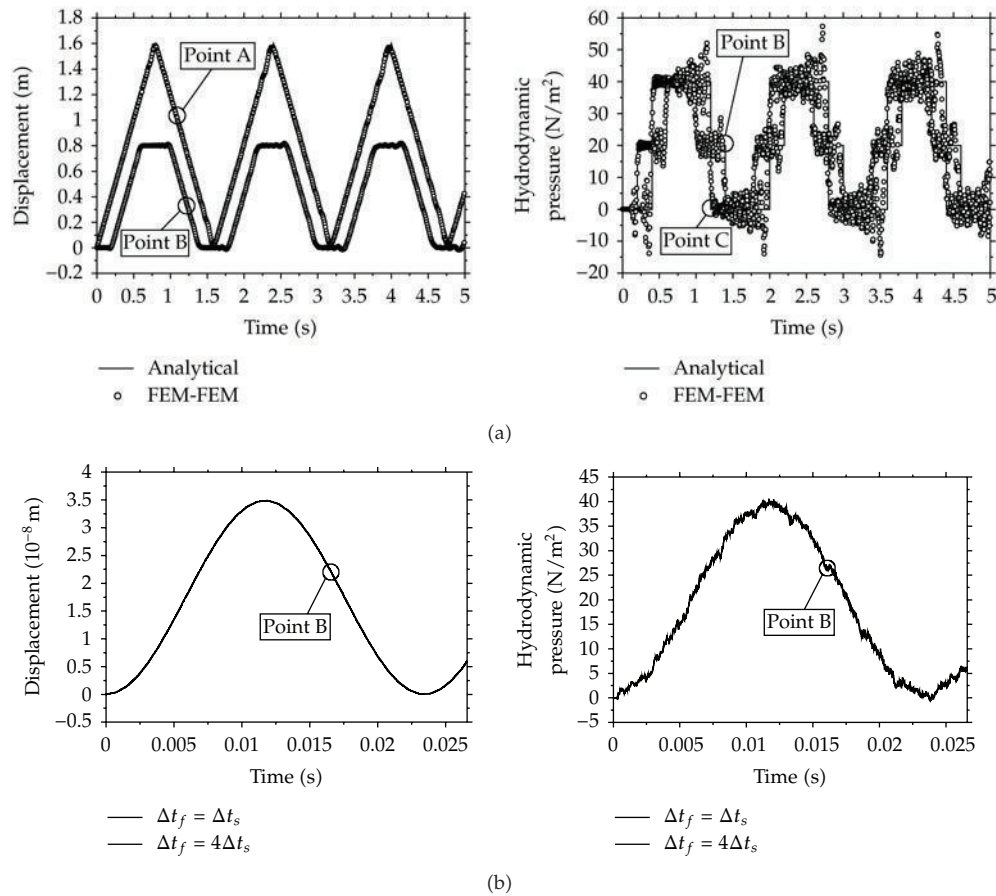 1.8
1.6
1.4
1.2
1
0.8
0.6
0.4
0.2
0
−0.2
Displacement (m)
Point A
Point B
0 0.5 1 1.5 2 2.5 3 3.5 4 4.5 5
Time (s)
Analytical
FEM-FEM
60
50
40
30
20
10
0
−10
−20
Hydrodynamic
pressure (N/m²)
Point B
Point C
0 0.5 1 1.5 2 2.5 3 3.5 4 4.5 5
Time (s)
Analytical
FEM-FEM
(a)
4
3.5
3
2.5
2
1.5
1
0.5
0
−0.5
Displacement (10⁻⁸ m)
Point B
0 0.005 0.01 0.015 0.02 0.025
Time (s)
Δt_f = Δt_s
Δt_f = 4Δt_s
45
40
35
30
25
20
15
10
5
0
−5
Hydrodynamic
pressure (N/m²)
Point B
0 0.005 0.01 0.015 0.02 0.025
Time (s)
Δt_f = Δt_s
Δt_f = 4Δt_s
(b)